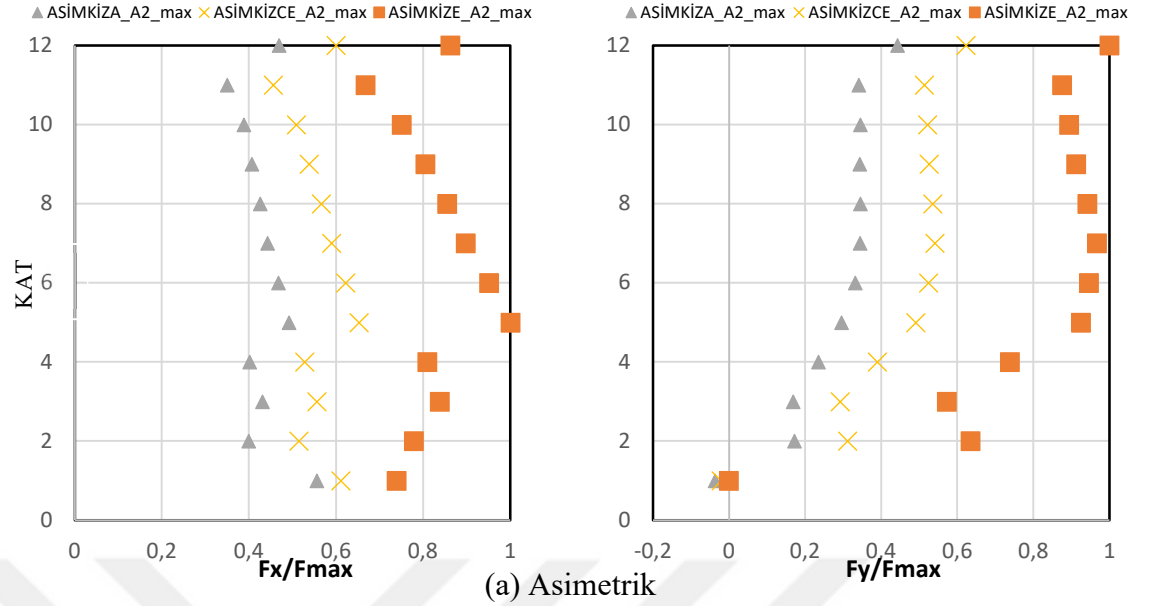 ASİMKİZA_A2_max ASİMKİZCE_A2_max ASİMKİZE_A2_max
12
10
8
6
4
2
0
KAT
0 0,2 0,4 0,6 0,8 1
Fx/Fmax
ASİMKİZA_A2_max ASİMKİZCE_A2_max ASİMKİZE_A2_max
12
10
8
6
4
2
0
-0,2 0 0,2 0,4 0,6 0,8 1
Fy/Fmax
(a) Asimetrik